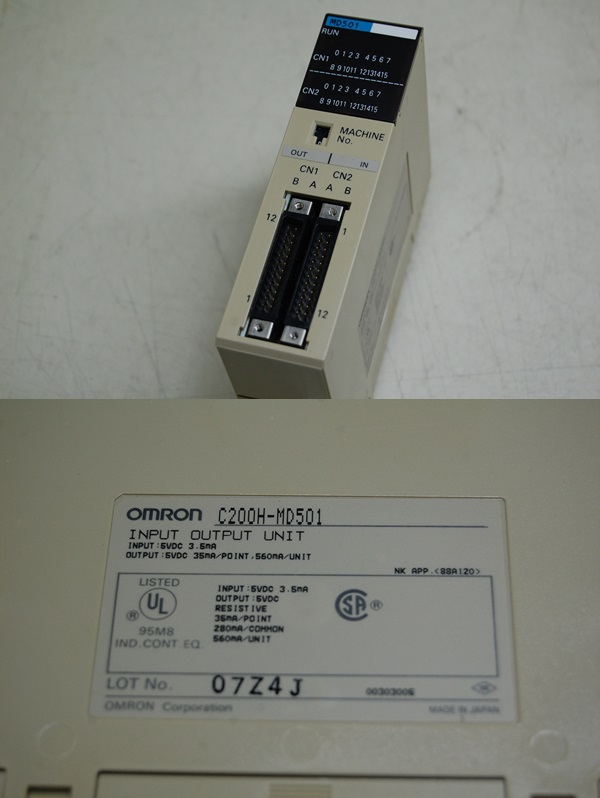 MD501
RUN
CN1 0 1 2 3 4 5 6 7
8 9 10 11 12 13 14 15
CN2 0 1 2 3 4 5 6 7
8 9 10 11 12 13 14 15
MACHINE
No.
OUT IN
CN1 CN2
B A A B
12 1
1 12
OMRON C200H-MD501
INPUT OUTPUT UNIT
INPUT:5VDC 3.5mA
OUTPUT:5VDC 35mA/POINT,560mA/UNIT
NK APP.<88A120>
LISTED
UL ®
95M8
IND.CONT.EQ.
INPUT:5VDC 3.5mA
OUTPUT:5VDC
RESISTIVE
35mA/POINT
280mA/COMMON
560mA/UNIT
SA ®
LOT No. 07Z4J
OMRON Corporation MADE IN JAPAN